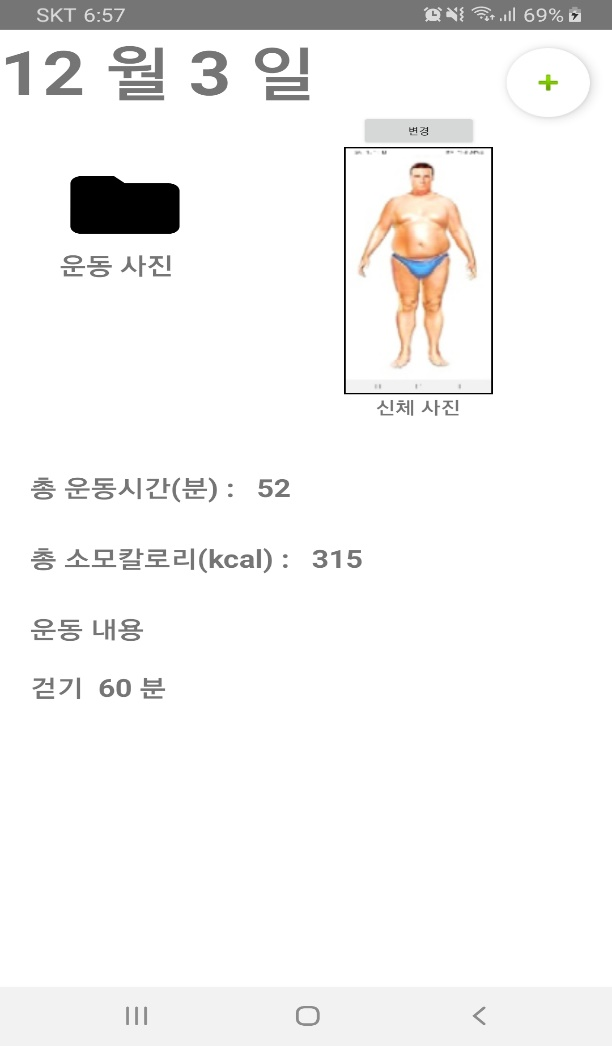 SKT 6:57 69%
12 월 3 일
+
변경
운동 사진
신체 사진
총 운동시간(분) : 52
총 소모칼로리(kcal) : 315
운동 내용
걷기 60 분